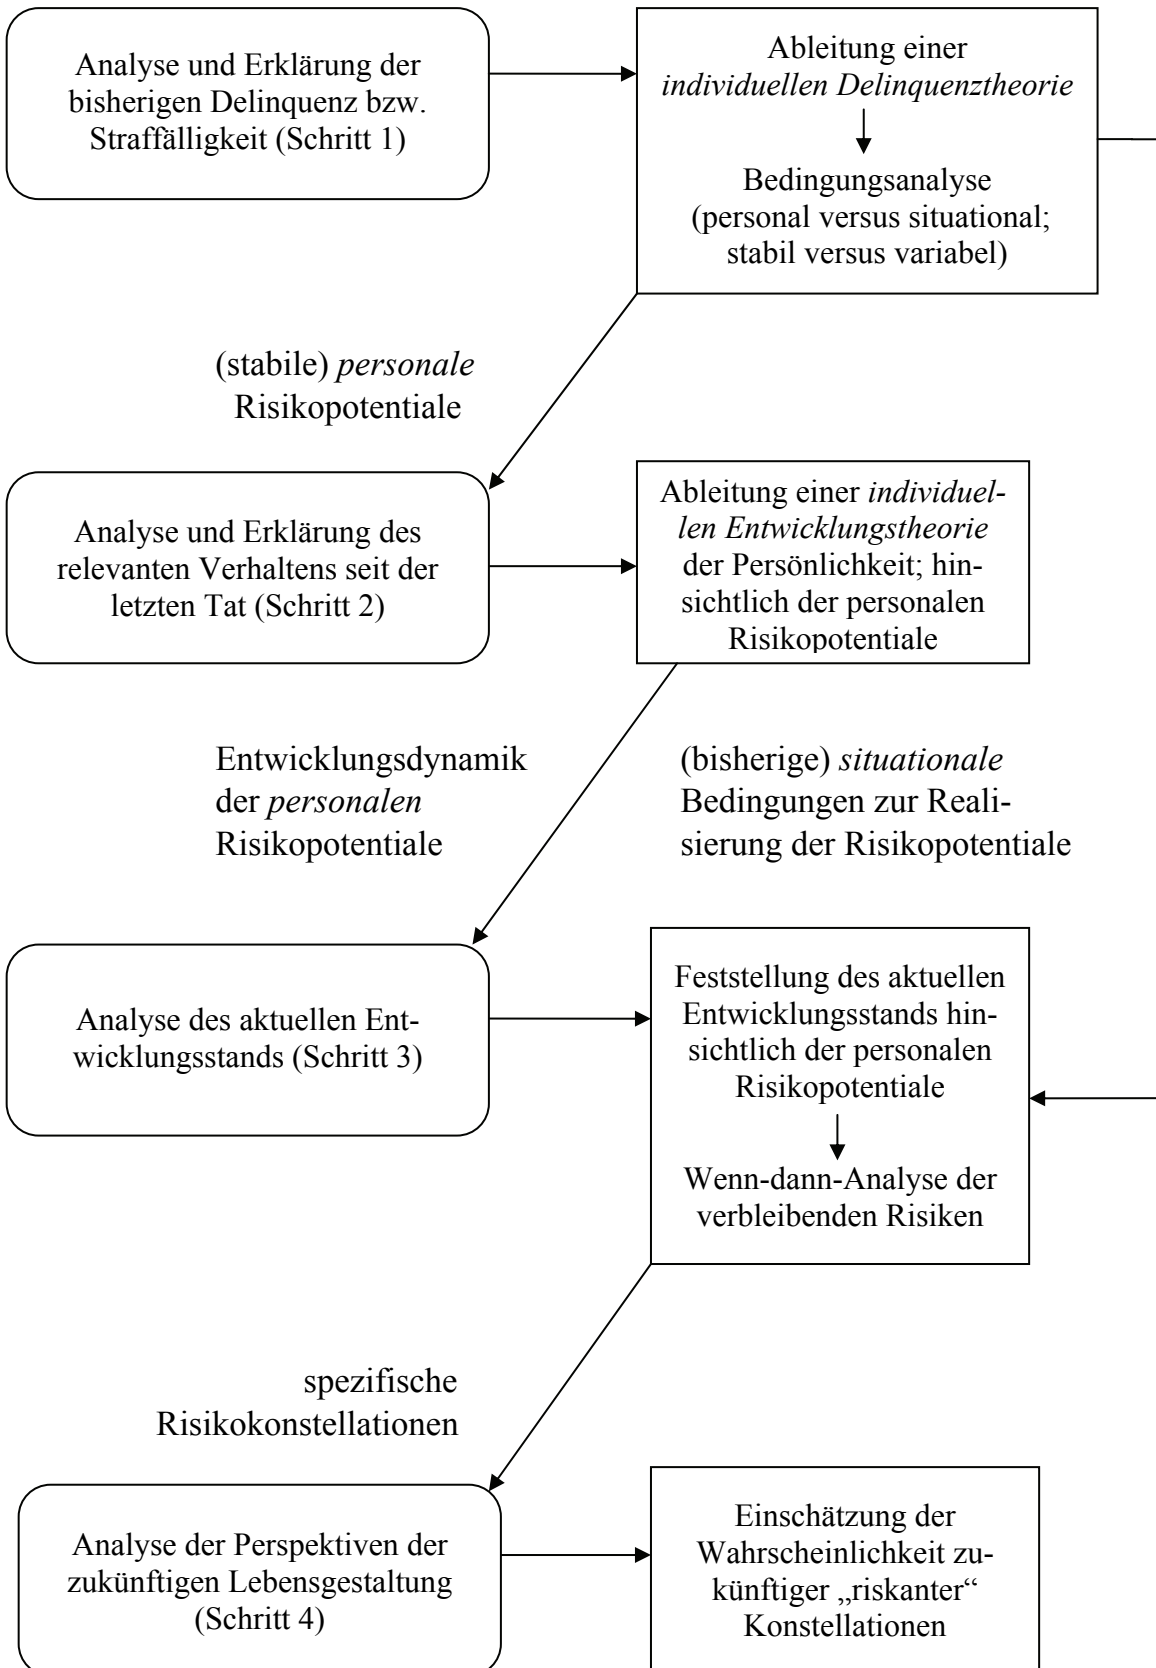 Analyse und Erklärung der
bisherigen Delinquenz bzw.
Straffälligkeit (Schritt 1)
Ableitung einer
individuellen Delinquenztheorie
Bedingungsanalyse
(personal versus situational;
stabil versus variabel)
(stabile) personale
Risikopotentiale
Analyse und Erklärung des
relevanten Verhaltens seit der
letzten Tat (Schritt 2)
Ableitung einer individuel-
len Entwicklungstheorie
der Persönlichkeit; hin-
sichtlich der personalen
Risikopotentiale
Entwicklungsdynamik
der personalen
Risikopotentiale
(bisherige) situationale
Bedingungen zur Reali-
sierung der Risikopotentiale
Analyse des aktuellen Ent-
wicklungsstands (Schritt 3)
Feststellung des aktuellen
Entwicklungsstands hin-
sichtlich der personalen
Risikopotentiale
Wenn-dann-Analyse der
verbleibenden Risiken
spezifische
Risikokonstellationen
Analyse der Perspektiven der
zukünftigen Lebensgestaltung
(Schritt 4)
Einschätzung der
Wahrscheinlichkeit zu-
künftiger „riskanter“
Konstellationen